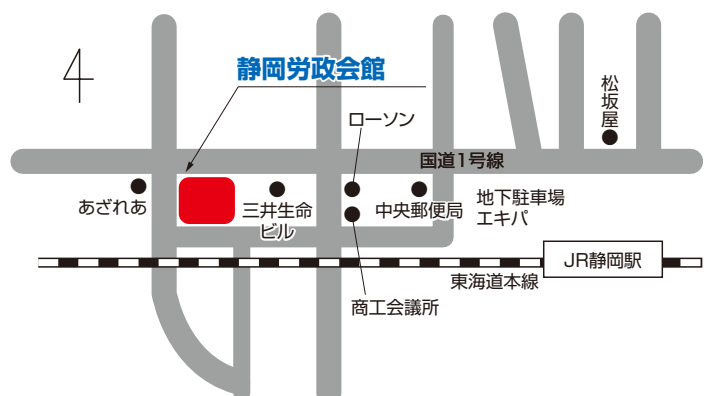 静岡労政会館
松坂屋
ローソン
国道1号線
あざれあ
三井生命
ビル
中央郵便局
地下駐車場
エキパ
JR静岡駅
東海道本線
商工会議所